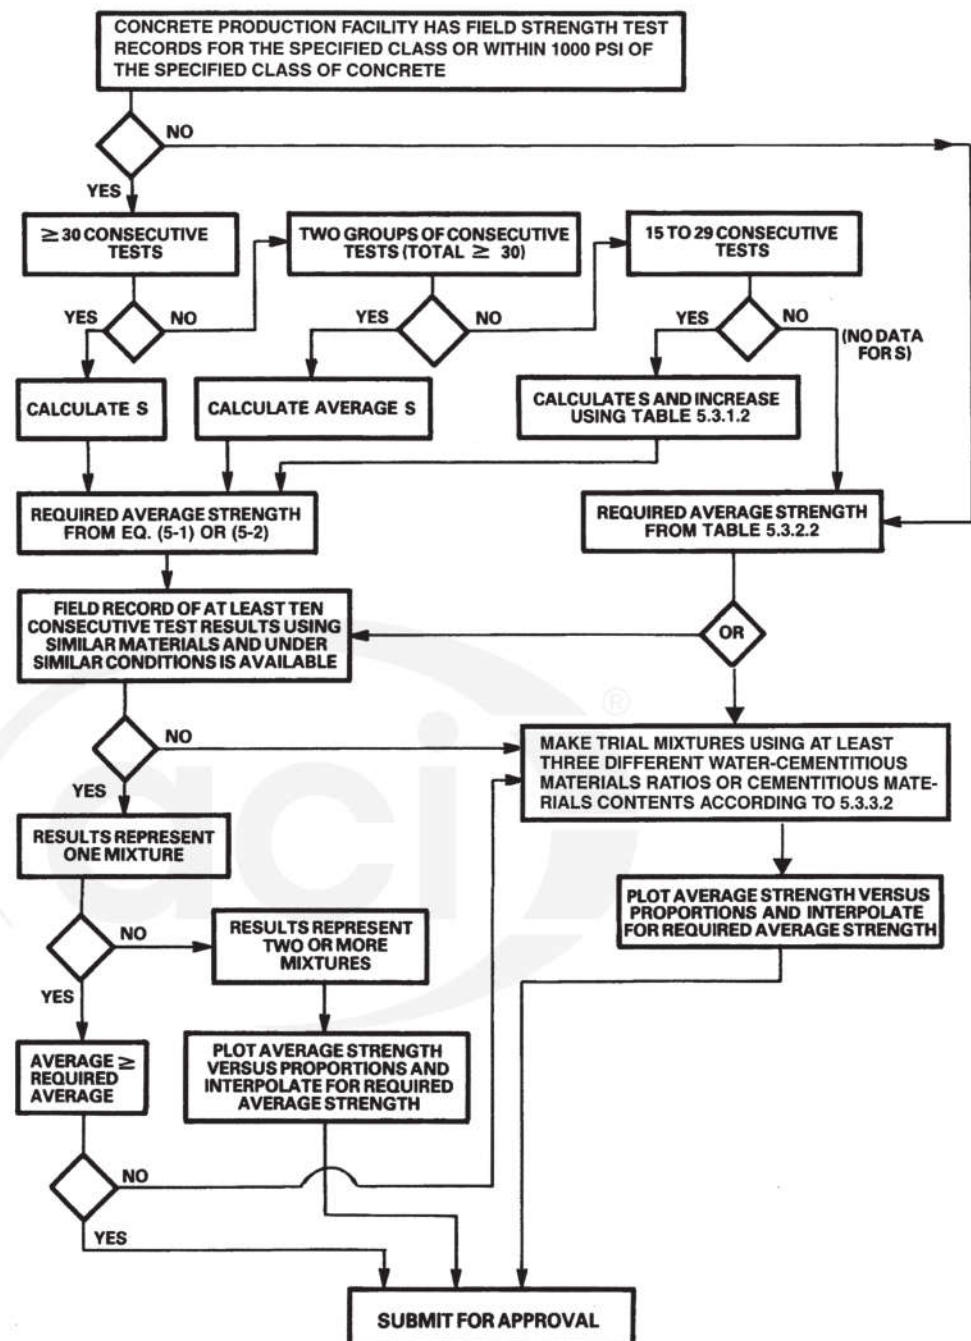 CONCRETE PRODUCTION FACILITY HAS FIELD STRENGTH TEST
RECORDS FOR THE SPECIFIED CLASS OR WITHIN 1000 PSI OF
THE SPECIFIED CLASS OF CONCRETE
NO
YES
≥ 30 CONSECUTIVE
TESTS
TWO GROUPS OF CONSECUTIVE
TESTS (TOTAL ≥ 30)
15 TO 29 CONSECUTIVE
TESTS
YES
NO
YES
NO
YES
NO
(NO DATA
FOR S)
CALCULATE S
CALCULATE AVERAGE S
CALCULATE S AND INCREASE
USING TABLE 5.3.1.2
REQUIRED AVERAGE STRENGTH
FROM EQ. (5-1) OR (5-2)
REQUIRED AVERAGE STRENGTH
FROM TABLE 5.3.2.2
FIELD RECORD OF AT LEAST TEN
CONSECUTIVE TEST RESULTS USING
SIMILAR MATERIALS AND UNDER
SIMILAR CONDITIONS IS AVAILABLE
OR
NO
YES
MAKE TRIAL MIXTURES USING AT LEAST
THREE DIFFERENT WATER-CEMENTITIOUS
MATERIALS RATIOS OR CEMENTITIOUS MATE-
RIALS CONTENTS ACCORDING TO 5.3.3.2
RESULTS REPRESENT
ONE MIXTURE
PLOT AVERAGE STRENGTH VERSUS
PROPORTIONS AND INTERPOLATE
FOR REQUIRED AVERAGE STRENGTH
NO
YES
RESULTS REPRESENT
TWO OR MORE
MIXTURES
AVERAGE ≥
REQUIRED
AVERAGE
PLOT AVERAGE STRENGTH
VERSUS PROPORTIONS AND
INTERPOLATE FOR REQUIRED
AVERAGE STRENGTH
NO
YES
SUBMIT FOR APPROVAL
aci®